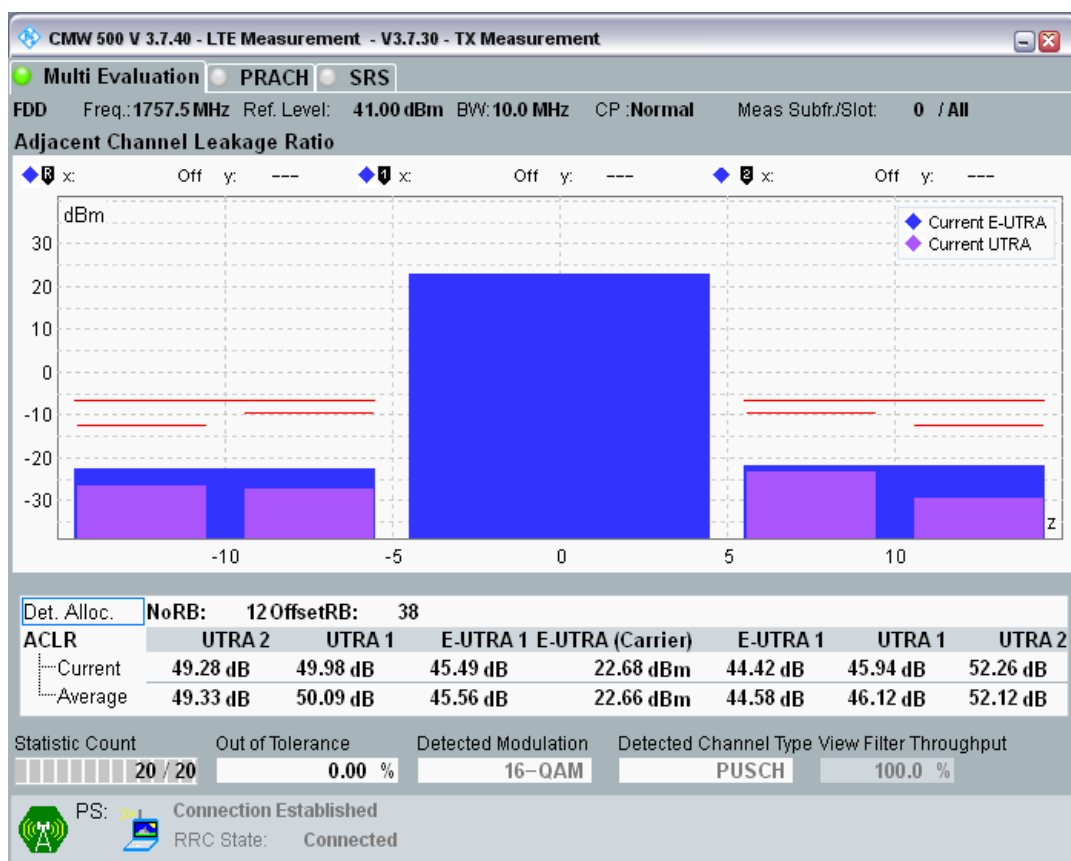 CMW 500 V 3.7.40 - LTE Measurement - V3.7.30 - TX Measurement
Multi Evaluation PRACH SRS
FDD Freq.: 1757.5 MHz Ref. Level: 41.00 dBm BW: 10.0 MHz CP : Normal Meas Subfr./Slot: 0 / All
Adjacent Channel Leakage Ratio
R x: Off y: --- 1 x: Off y: --- 2 x: Off y: ---
dBm
Current E-UTRA
Current UTRA
30
20
10
0
-10
-20
-30
z
-10 -5 0 5 10
Det. Alloc. NoRB: 12 OffsetRB: 38
ACLR UTRA 2 UTRA 1 E-UTRA 1 E-UTRA (Carrier) E-UTRA 1 UTRA 1 UTRA 2
Current 49.28 dB 49.98 dB 45.49 dB 22.68 dBm 44.42 dB 45.94 dB 52.26 dB
Average 49.33 dB 50.09 dB 45.56 dB 22.66 dBm 44.58 dB 46.12 dB 52.12 dB
Statistic Count Out of Tolerance Detected Modulation Detected Channel Type View Filter Throughput
20 / 20 0.00 % 16-QAM PUSCH 100.0 %
PS: Connection Established
RRC State: Connected